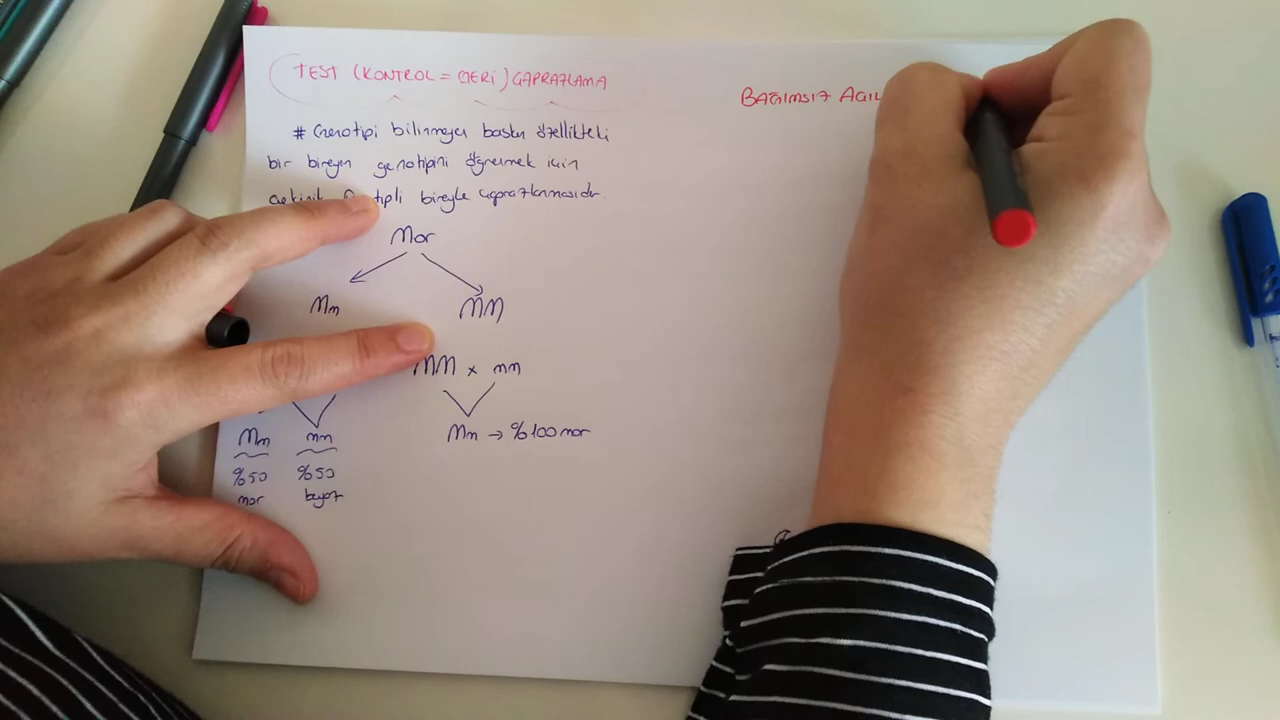 TEST (KONTROL = GERİ) ÇAPRAZLAMA
# Genotipi bilinmeyen baskın özellikteki
bir bireyin genotipini öğrenmek için
tipli bireyle çaprazlanmasıdır.
Mor
Mm MM
MM x mm
Mm → %100 mor
Mm mm
%50 %50
mor beyaz
BAĞIMSIZ AÇIL